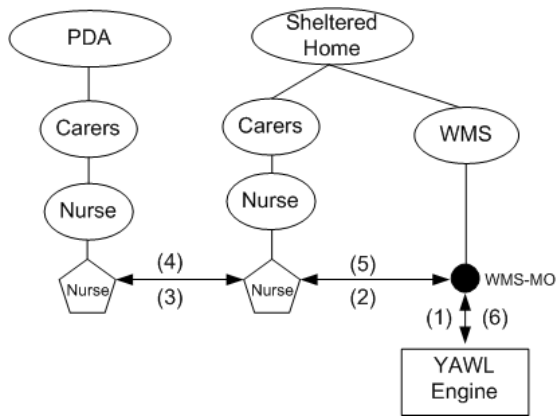 PDA
Sheltered
Home
Carers
Carers
WMS
Nurse
Nurse
(4)
(5)
Nurse
Nurse
WMS-MO
(3)
(2)
(1)
(6)
YAWL
Engine